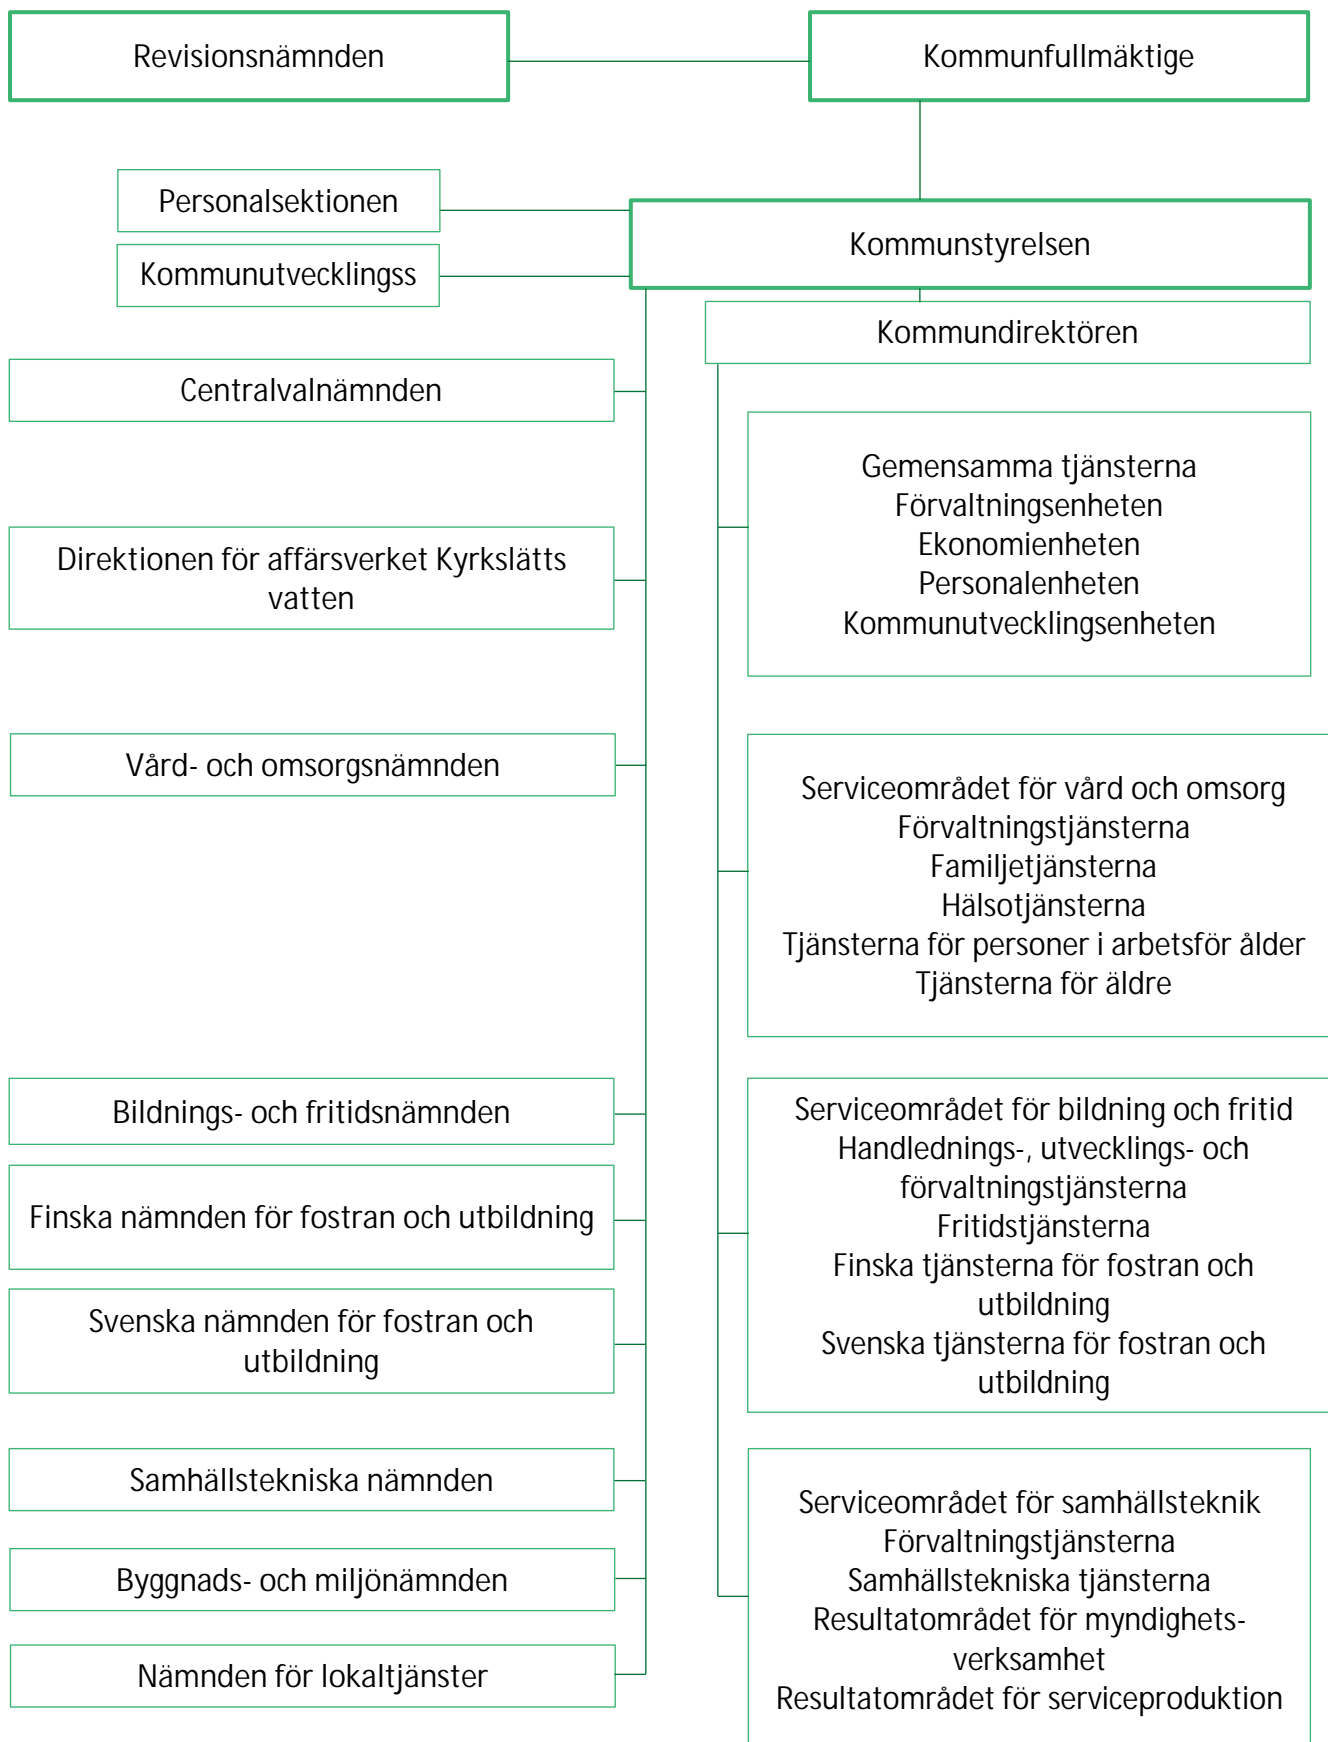 Revisionsnämnden
Kommunfullmäktige
Personalsektionen
Kommunstyrelsen
Kommunutvecklingss
Kommundirektören
Centralvalnämnden
Direktionen för affärsverket Kyrkslätts
vatten
Vård- och omsorgsnämnden
Bildnings- och fritidsnämnden
Finska nämnden för fostran och utbildning
Svenska nämnden för fostran och
utbildning
Samhällstekniska nämnden
Byggnads- och miljönämnden
Nämnden för lokaltjänster
Gemensamma tjänsterna
Förvaltningsenheten
Ekonomienheten
Personalenheten
Kommunutvecklingsenheten
Serviceområdet för vård och omsorg
Förvaltningstjänsterna
Familjetjänsterna
Hälsotjänsterna
Tjänsterna för personer i arbetsför ålder
Tjänsterna för äldre
Serviceområdet för bildning och fritid
Handlednings-, utvecklings- och
förvaltningstjänsterna
Fritidstjänsterna
Finska tjänsterna för fostran och
utbildning
Svenska tjänsterna för fostran och
utbildning
Serviceområdet för samhällsteknik
Förvaltningstjänsterna
Samhällstekniska tjänsterna
Resultatområdet för myndighets-
verksamhet
Resultatområdet för serviceproduktion